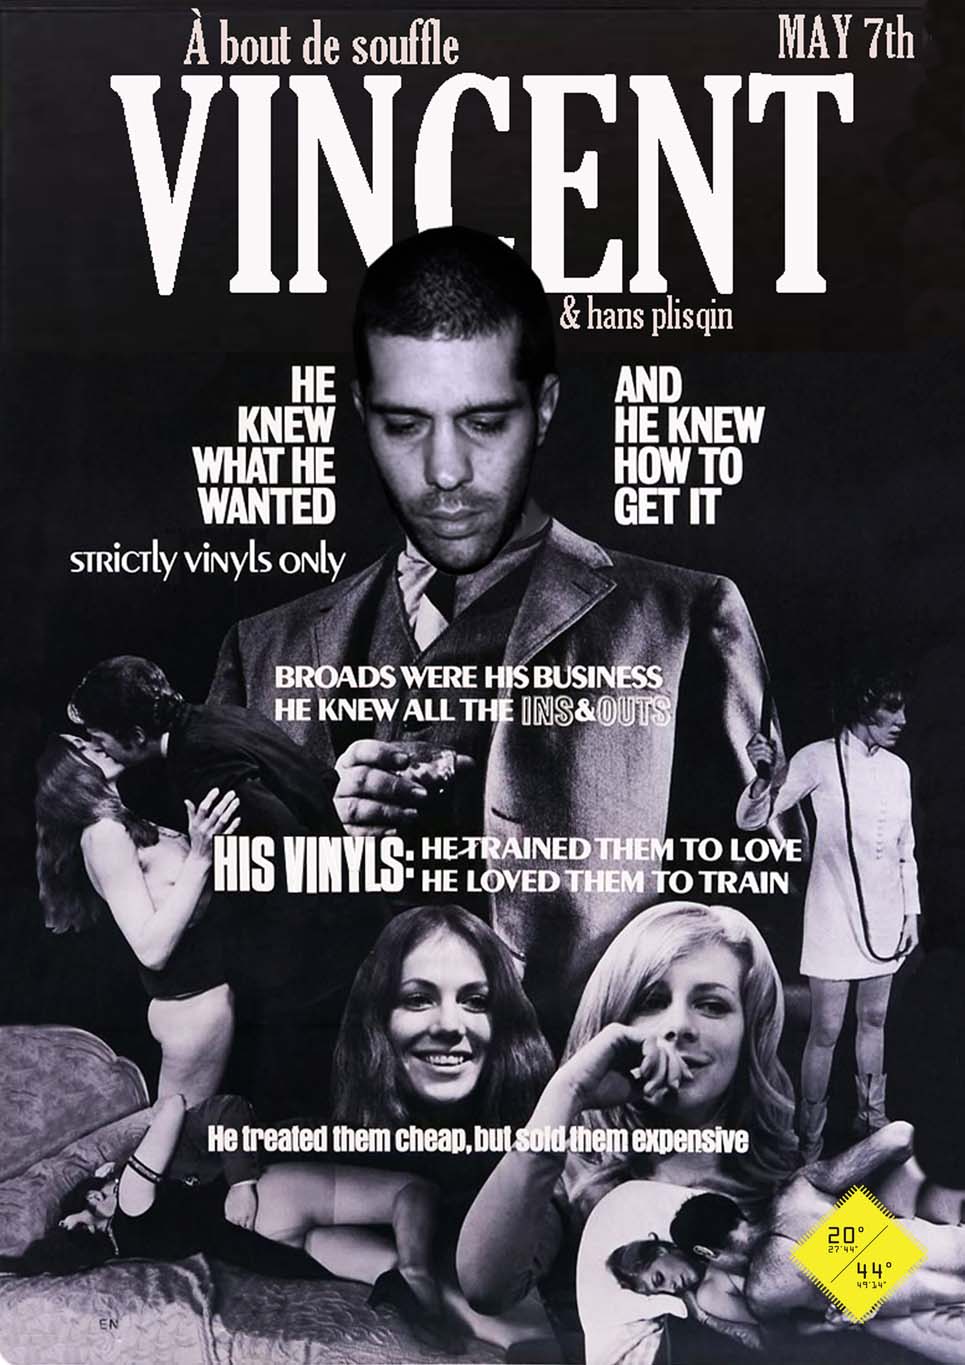 À bout de souffle
MAY 7th
VINCENT
& hans plisqin
HE
KNEW
WHAT HE
WANTED
AND
HE KNEW
HOW TO
GET IT
STRICTLY VINYLS ONLY
BROADS WERE HIS BUSINESS
HE KNEW ALL THE INS&OUTS
HIS VINYLS:
HE TRAINED THEM TO LOVE
HE LOVED THEM TO TRAIN
He treated them cheap, but sold them expensive
20°
27'44"
44°
49'14"
EN